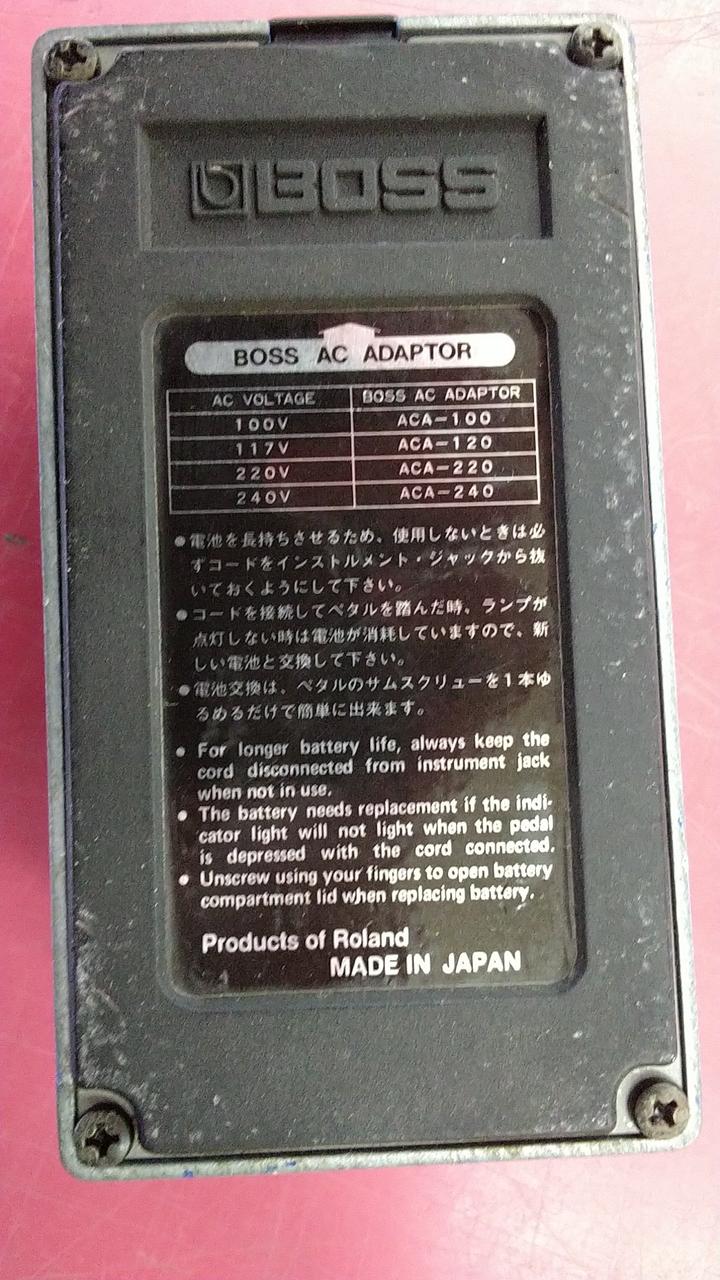 BOSS
BOSS AC ADAPTOR
AC VOLTAGE BOSS AC ADAPTOR
100V ACA-100
117V ACA-120
220V ACA-220
240V ACA-240
●電池を長持ちさせるため、使用しないときは必
ずコードをインストルメント・ジャックから抜
いておくようにして下さい。
●コードを接続してペタルを踏んだ時、ランプが
点灯しない時は電池が消耗していますので、新
しい電池と交換して下さい。
●電池交換は、ペタルのサムスクリューを1本ゆ
るめるだけで簡単に出来ます。
● For longer battery life, always keep the
cord disconnected from instrument jack
when not in use.
● The battery needs replacement if the indi-
cator light will not light when the pedal
is depressed with the cord connected.
● Unscrew using your fingers to open battery
compartment lid when replacing battery.
Products of Roland
MADE IN JAPAN